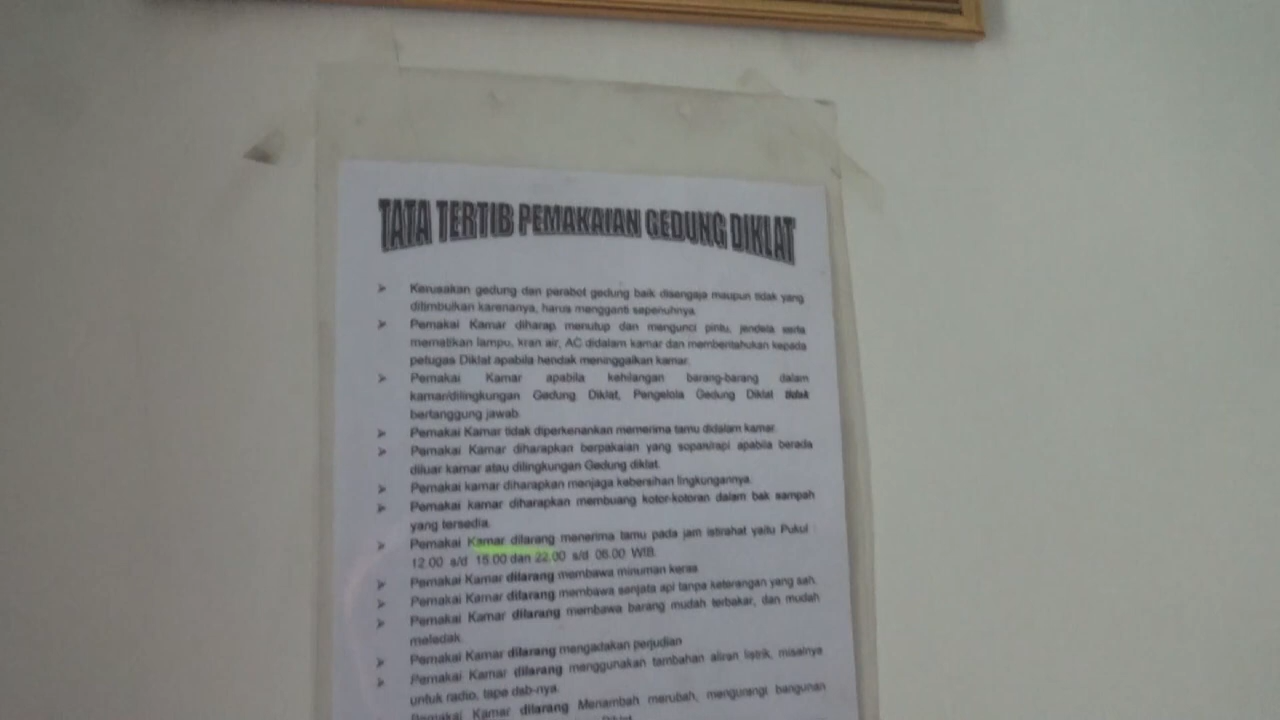 TATA TERTIB PEMAKAIAN GEDUNG DIKLAT
➢ Kerusakan gedung dan perabot gedung baik disengaja maupun tidak yang
ditimbulkan karenanya, harus mengganti sepenuhnya.
➢ Pemakai Kamar diharap menutup dan mengunci pintu, jendela serta
mematikan lampu, kran air, AC didalam kamar dan memberitahukan kepada
petugas Diklat apabila hendak meninggalkan kamar.
➢ Pemakai Kamar apabila kehilangan barang-barang dalam
kamar/dilingkungan Gedung Diklat, Pengelola Gedung Diklat tidak
bertanggung jawab.
➢ Pemakai Kamar tidak diperkenankan menerima tamu didalam kamar.
➢ Pemakai Kamar diharapkan berpakaian yang sopan/rapi apabila berada
diluar kamar atau dilingkungan Gedung diklat.
➢ Pemakai kamar diharapkan menjaga kebersihan lingkungannya.
➢ Pemakai kamar diharapkan membuang kotor-kotoran dalam bak sampah
yang tersedia.
➢ Pemakai Kamar dilarang menerima tamu pada jam istirahat yaitu Pukul :
12.00 s/d 16.00 dan 22.00 s/d 06.00 WIB.
➢ Pemakai Kamar dilarang membawa minuman keras
➢ Pemakai Kamar dilarang membawa senjata api tanpa keterangan yang sah.
➢ Pemakai Kamar dilarang membawa barang mudah terbakar, dan mudah
meledak.
➢ Pemakai Kamar dilarang mengadakan perjudian
➢ Pemakai Kamar dilarang menggunakan tambahan aliran listrik, misalnya
untuk radio, tape dsb-nya.
Pemakai Kamar dilarang Menambah merubah, mengurangi bangunan
Diklat